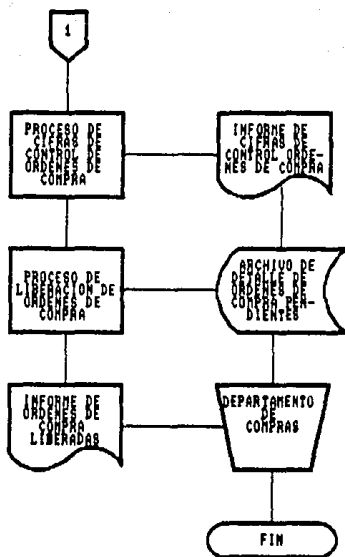 1
PROCESO DE
CIFRAS DE
CONTROL DE
ORDENES DE
COMPRA
INFORME DE
CIFRAS DE
CONTROL ORDE-
NES DE COMPRA
PROCESO DE
LIBERACION DE
ORDENES DE
COMPRA
ARCHIVO DE
DETALLE DE
ORDENES DE
COMPRA PEN-
DIENTES
INFORME DE
ORDENES DE
COMPRA
LIBERADAS
DEPARTAMENTO
DE
COMPRAS
FIN